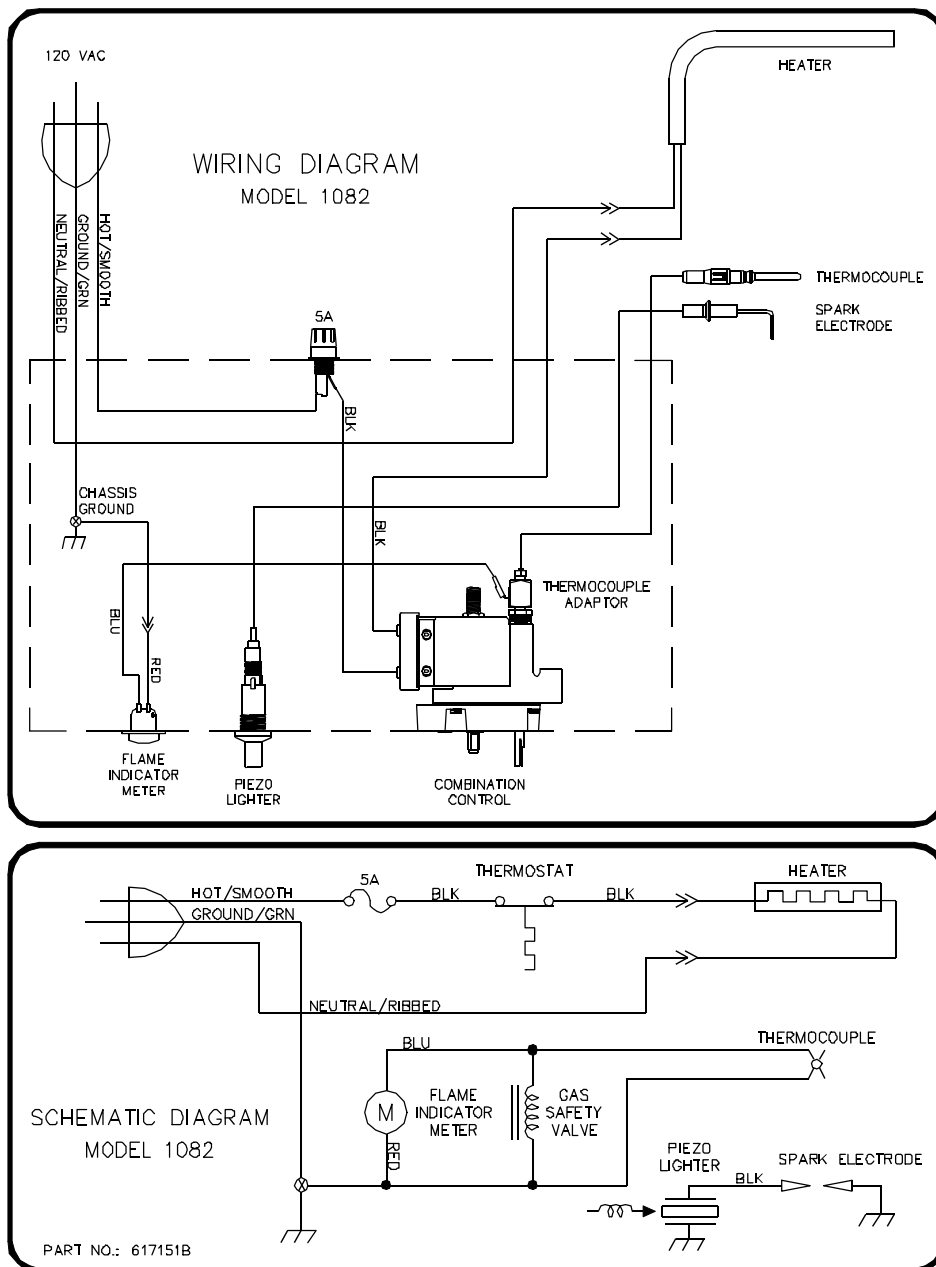 120 VAC
HEATER
WIRING DIAGRAM
MODEL 1082
HOT/SMOOTH
GROUND/GRN
NEUTRAL/RIBBED
THERMOCOUPLE
SPARK
ELECTRODE
5A
BLK
CHASSIS
GROUND
BLK
THERMOCOUPLE
ADAPTOR
BLU
RED
FLAME
INDICATOR
METER
PIEZO
LIGHTER
COMBINATION
CONTROL
HOT/SMOOTH
5A
BLK
THERMOSTAT
BLK
HEATER
GROUND/GRN
NEUTRAL/RIBBED
BLU
THERMOCOUPLE
M
FLAME
INDICATOR
METER
GAS
SAFETY
VALVE
RED
SCHEMATIC DIAGRAM
MODEL 1082
PIEZO
LIGHTER
BLK
SPARK ELECTRODE
PART NO.: 617151B